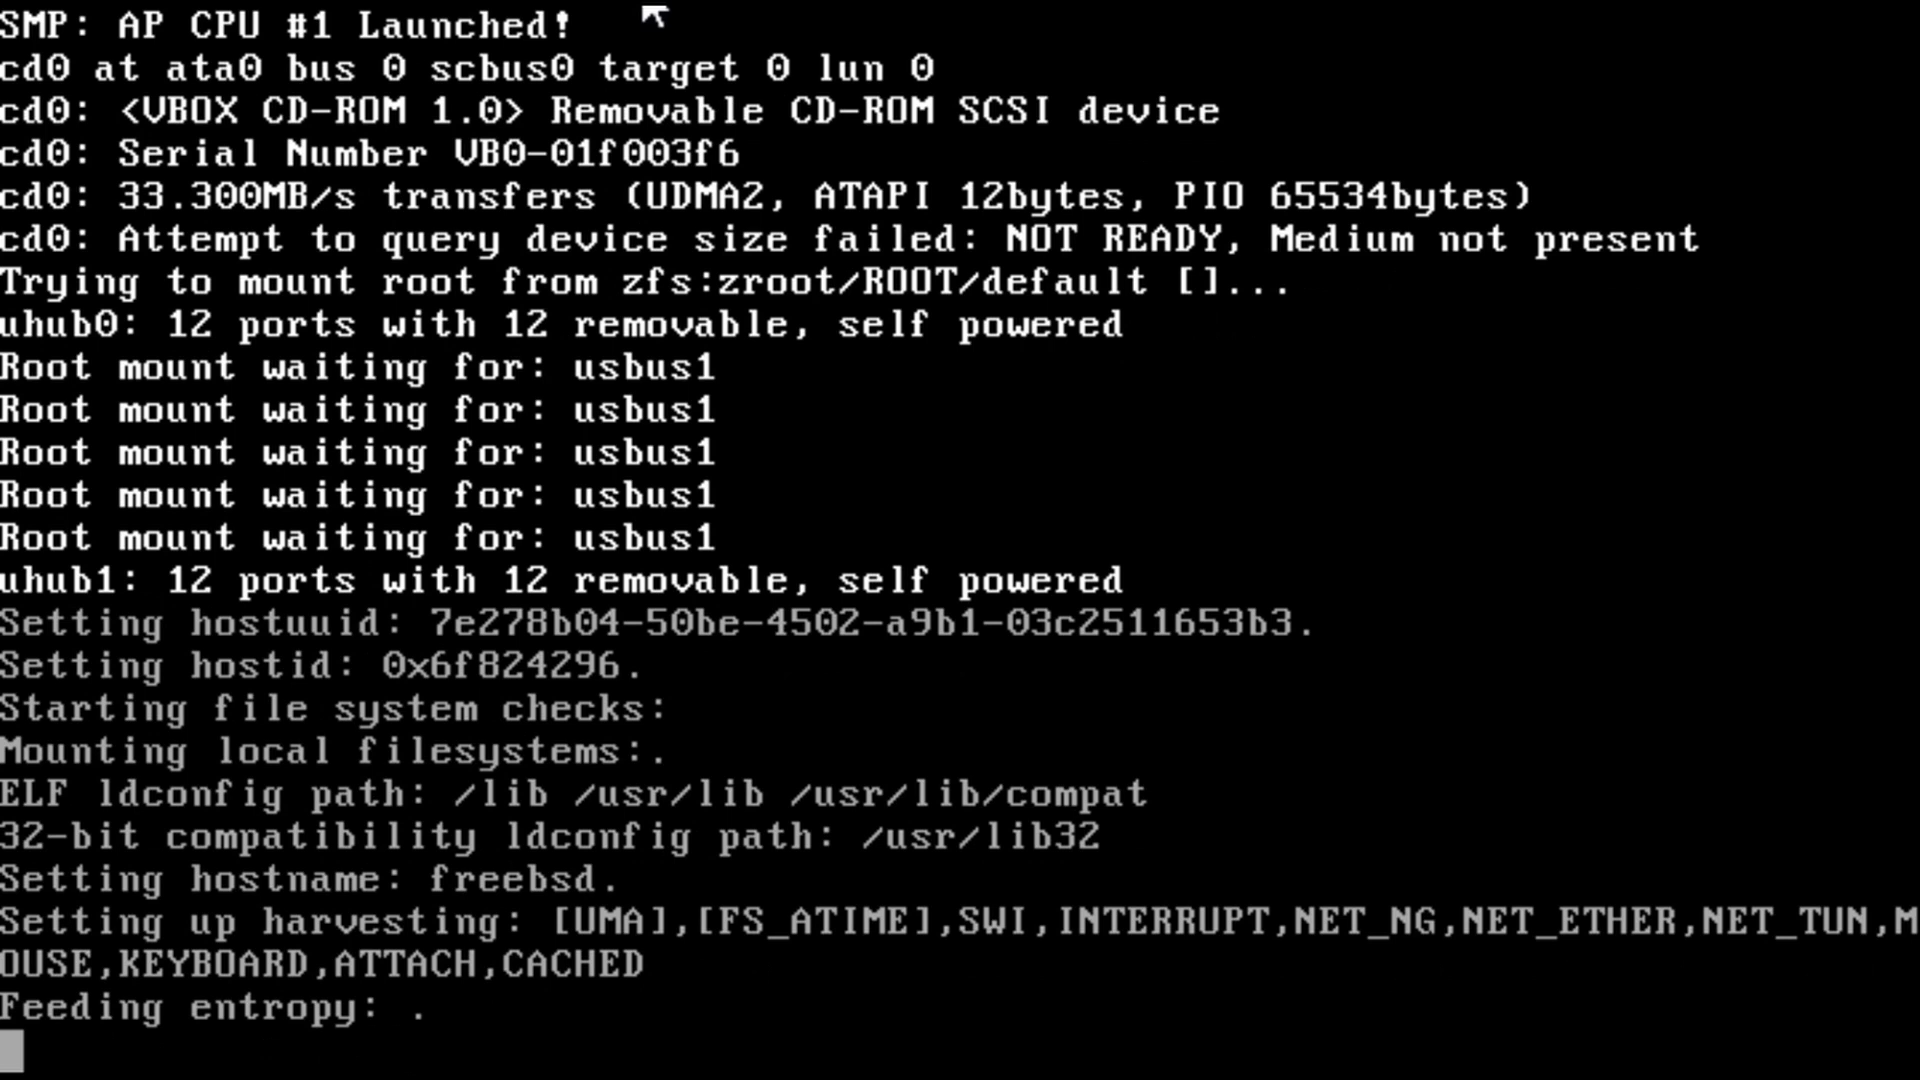 SMP: AP CPU #1 Launched!
cd0 at ata0 bus 0 scbus0 target 0 lun 0
cd0: <VBOX CD-ROM 1.0> Removable CD-ROM SCSI device
cd0: Serial Number VB0-01f003f6
cd0: 33.300MB/s transfers (UDMA2, ATAPI 12bytes, PIO 65534bytes)
cd0: Attempt to query device size failed: NOT READY, Medium not present
Trying to mount root from zfs:zroot/ROOT/default []...
uhub0: 12 ports with 12 removable, self powered
Root mount waiting for: usbus1
Root mount waiting for: usbus1
Root mount waiting for: usbus1
Root mount waiting for: usbus1
Root mount waiting for: usbus1
uhub1: 12 ports with 12 removable, self powered
Setting hostuuid: 7e278b04-50be-4502-a9b1-03c2511653b3.
Setting hostid: 0x6f824296.
Starting file system checks:
Mounting local filesystems:.
ELF ldconfig path: /lib /usr/lib /usr/lib/compat
32-bit compatibility ldconfig path: /usr/lib32
Setting hostname: freebsd.
Setting up harvesting: [UMA],[FS_ATIME],SWI,INTERRUPT,NET_NG,NET_ETHER,NET_TUN,M
OUSE,KEYBOARD,ATTACH,CACHED
Feeding entropy: .